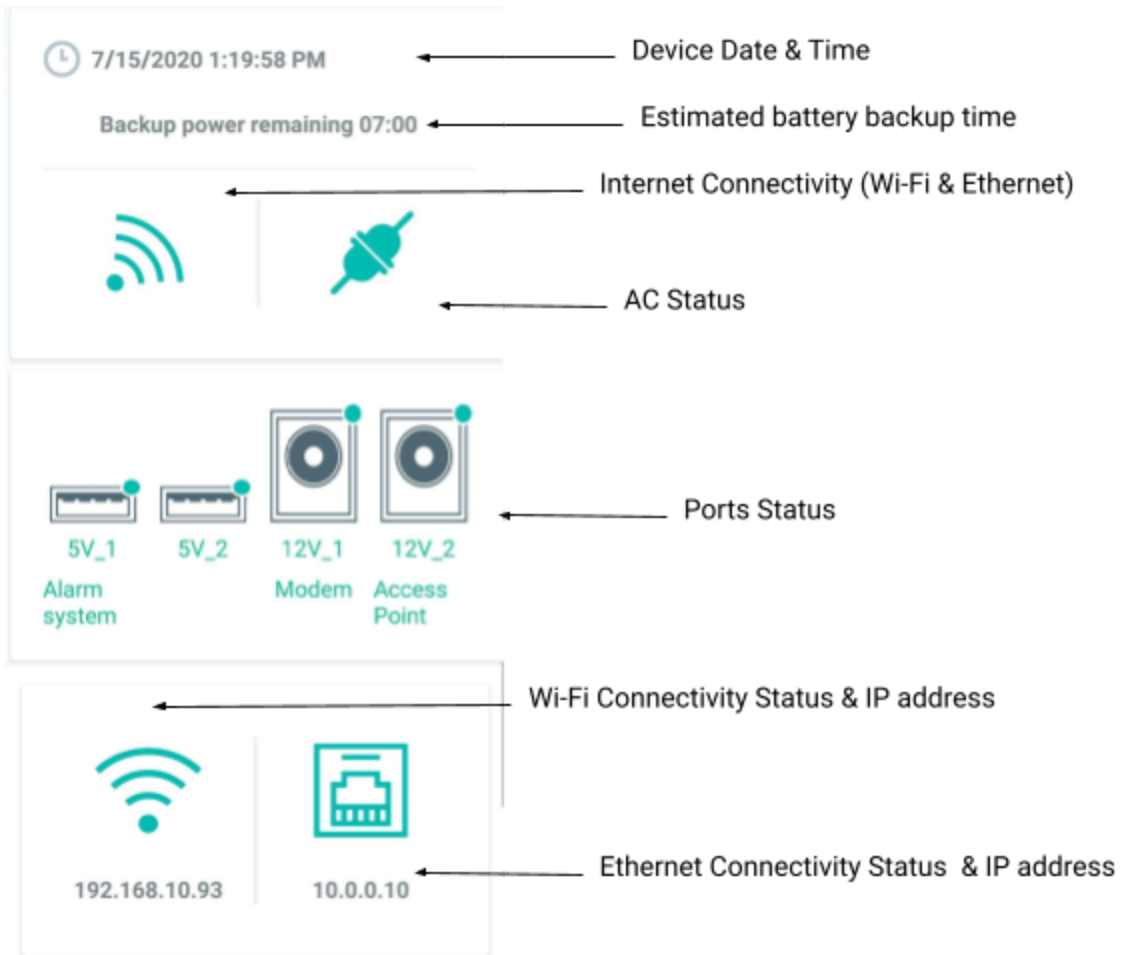 7/15/2020 1:19:58 PM
Device Date & Time
Backup power remaining 07:00
Estimated battery backup time
Internet Connectivity (Wi-Fi & Ethernet)
AC Status
Ports Status
5V_1 5V_2 12V_1 12V_2
Alarm system
Modem
Access Point
Wi-Fi Connectivity Status & IP address
192.168.10.93
10.0.0.10
Ethernet Connectivity Status & IP address